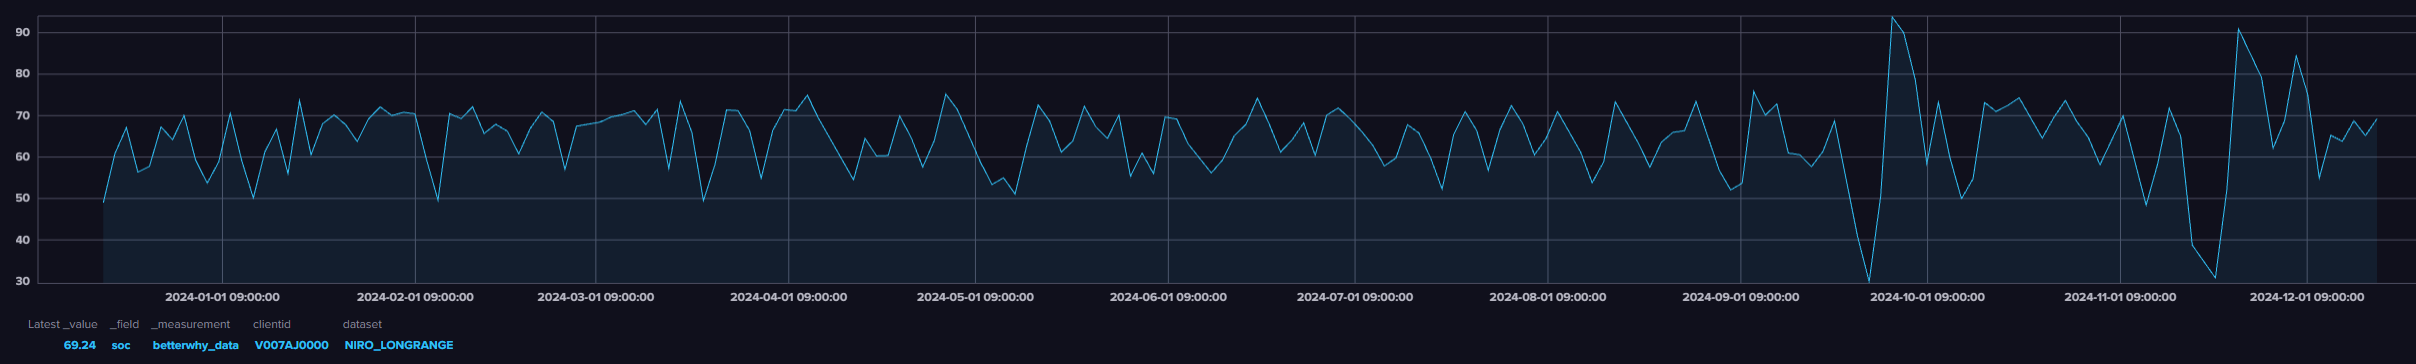 90
80
70
60
50
40
30
2024-01-01 09:00:00 2024-02-01 09:00:00 2024-03-01 09:00:00 2024-04-01 09:00:00 2024-05-01 09:00:00 2024-06-01 09:00:00 2024-07-01 09:00:00 2024-08-01 09:00:00 2024-09-01 09:00:00 2024-10-01 09:00:00 2024-11-01 09:00:00 2024-12-01 09:00:00
Latest _value _field _measurement clientid dataset
69.24 soc betterwhy_data V007AJ0000 NIRO_LONGRANGE